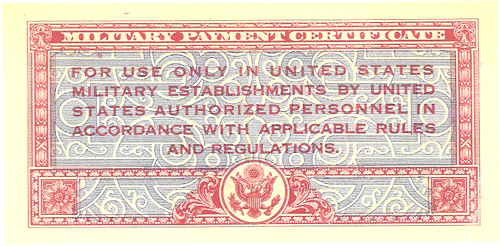 MILITARY PAYMENT CERTIFICATE
FOR USE ONLY IN UNITED STATES
MILITARY ESTABLISHMENTS BY UNITED
STATES AUTHORIZED PERSONNEL IN
ACCORDANCE WITH APPLICABLE RULES
AND REGULATIONS.